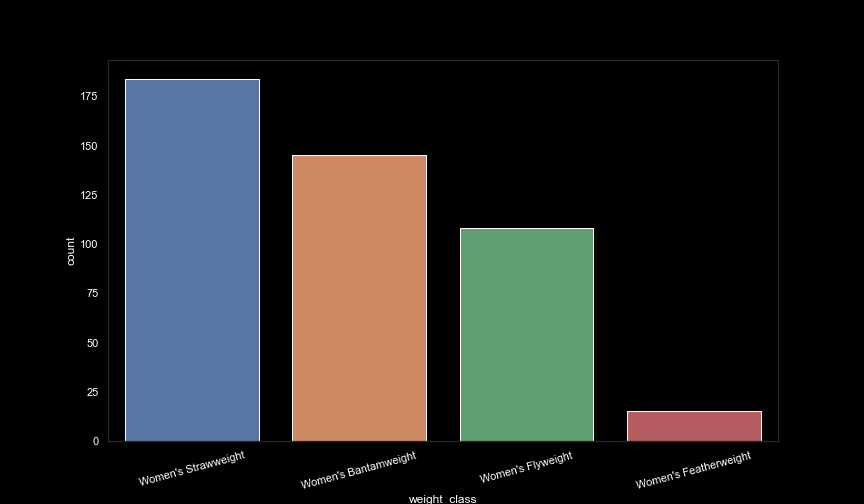 175
150
125
100
75
50
25
0
count
Women's Strawweight
Women's Bantamweight
Women's Flyweight
Women's Featherweight
weight_class